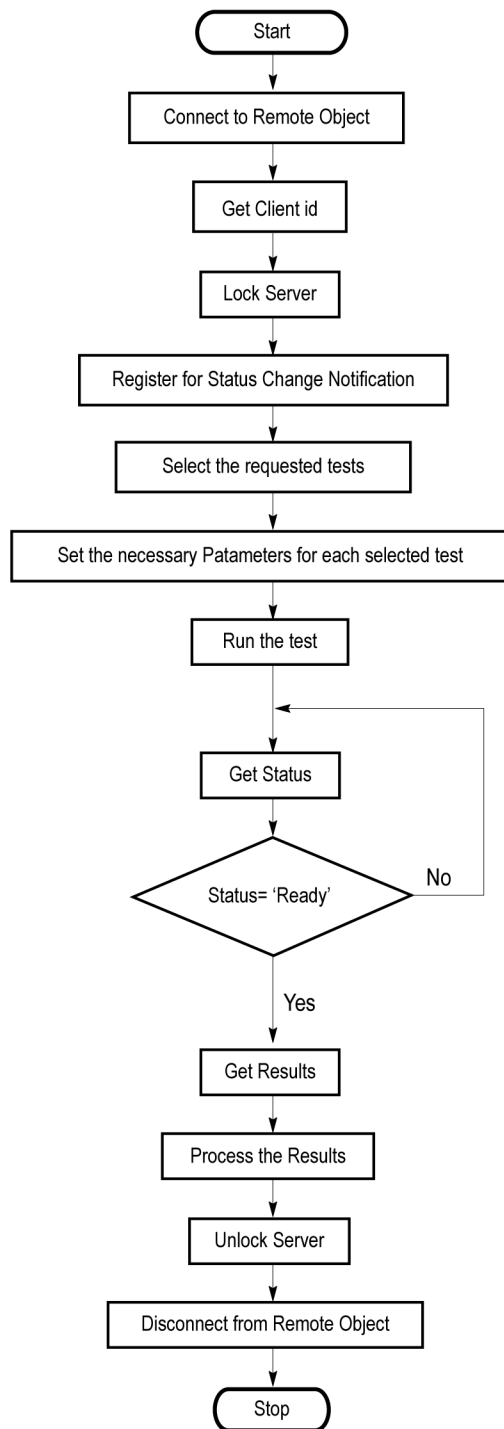 Start
Connect to Remote Object
Get Client id
Lock Server
Register for Status Change Notification
Select the requested tests
Set the necessary Patameters for each selected test
Run the test
Get Status
Status= ‘Ready’
No
Yes
Get Results
Process the Results
Unlock Server
Disconnect from Remote Object
Stop